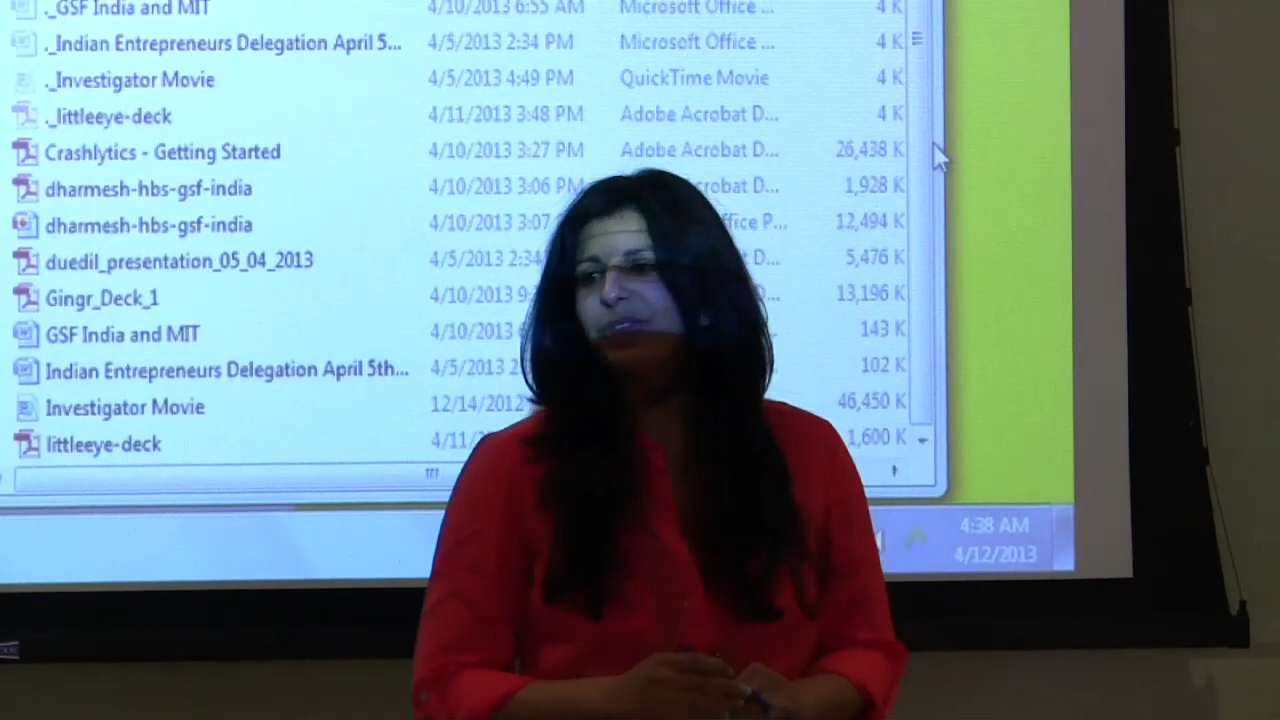 ._GSF India and MIT 4/10/2013 6:55 AM Microsoft Office ... 4 K
._Indian Entrepreneurs Delegation April 5... 4/5/2013 2:34 PM Microsoft Office ... 4 K
._Investigator Movie 4/5/2013 4:49 PM QuickTime Movie 4 K
._littleeye-deck 4/11/2013 3:48 PM Adobe Acrobat D... 4 K
Crashlytics - Getting Started 4/10/2013 3:27 PM Adobe Acrobat D... 26,438 K
dharmesh-hbs-gsf-india 4/10/2013 3:06 PM crobat D... 1,928 K
dharmesh-hbs-gsf-india 4/10/2013 3:07 ffice P... 12,494 K
duedil_presentation_05_04_2013 4/5/2013 2:34 D... 5,476 K
Gingr_Deck_1 4/10/2013 9: D... 13,196 K
GSF India and MIT 4/10/2013 143 K
Indian Entrepreneurs Delegation April 5th... 4/5/2013 2 102 K
Investigator Movie 12/14/2012 46,450 K
littleeye-deck 4/11/ 1,600 K
4:38 AM
4/12/2013